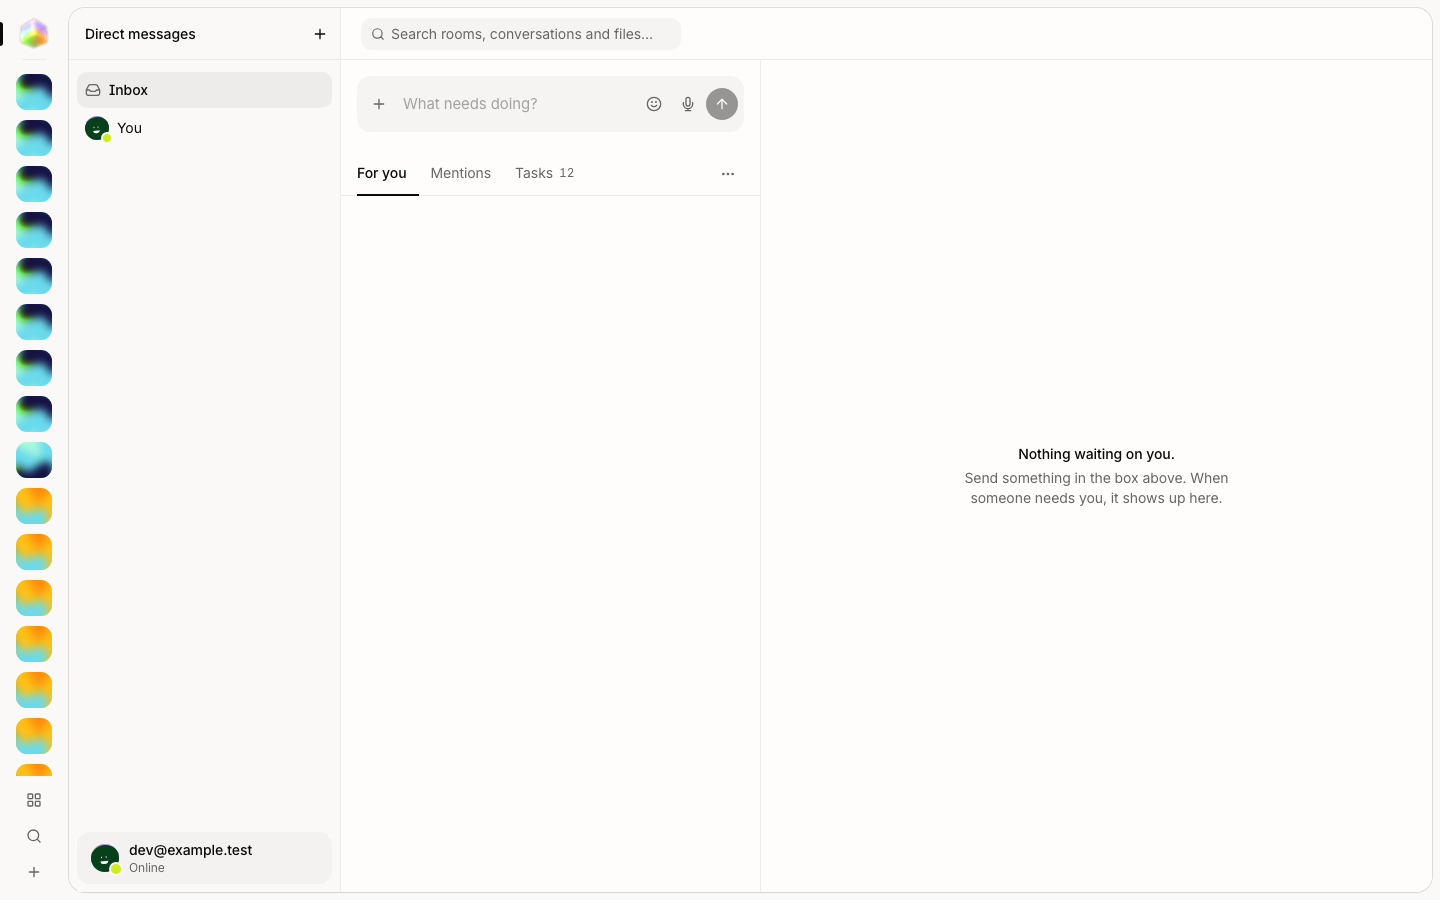 Direct messages
Search rooms, conversations and files...
Inbox
You
What needs doing?
For you
Mentions
Tasks 12
Nothing waiting on you.
Send something in the box above. When
someone needs you, it shows up here.
dev@example.test
Online